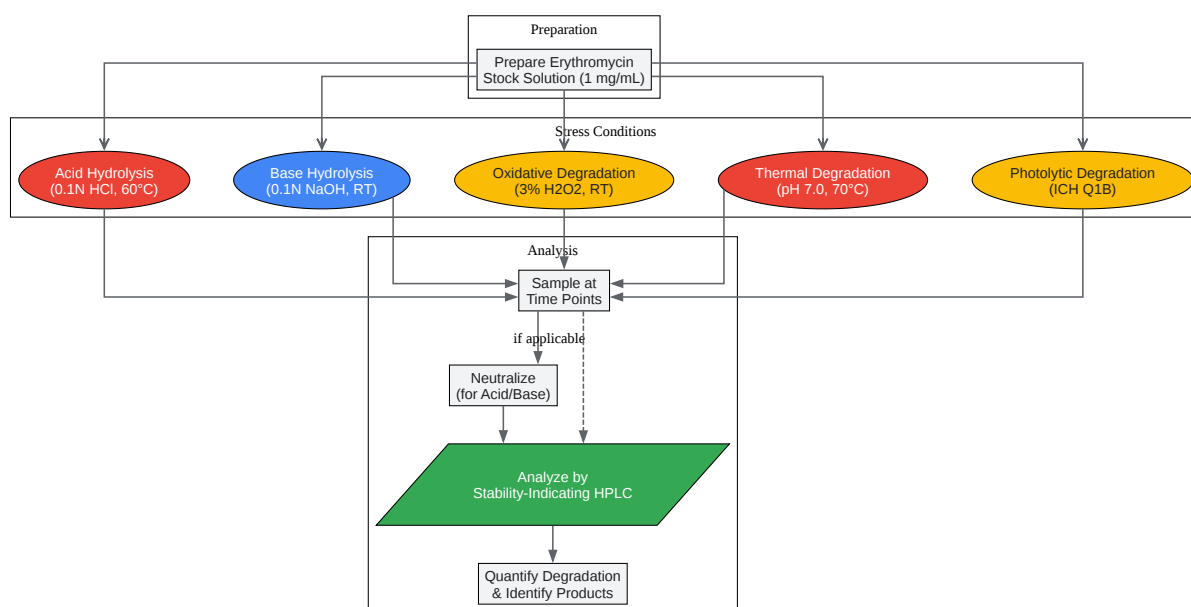 Preparation
Prepare Erythromycin
Stock Solution (1 mg/mL)
Stress Conditions
Acid Hydrolysis
(0.1N HCl, 60°C)
Base Hydrolysis
(0.1N NaOH, RT)
Oxidative Degradation
(3% H2O2, RT)
Thermal Degradation
(pH 7.0, 70°C)
Photolytic Degradation
(ICH Q1B)
Analysis
Sample at
Time Points
if applicable
Neutralize
(for Acid/Base)
Analyze by
Stability-Indicating HPLC
Quantify Degradation
& Identify Products